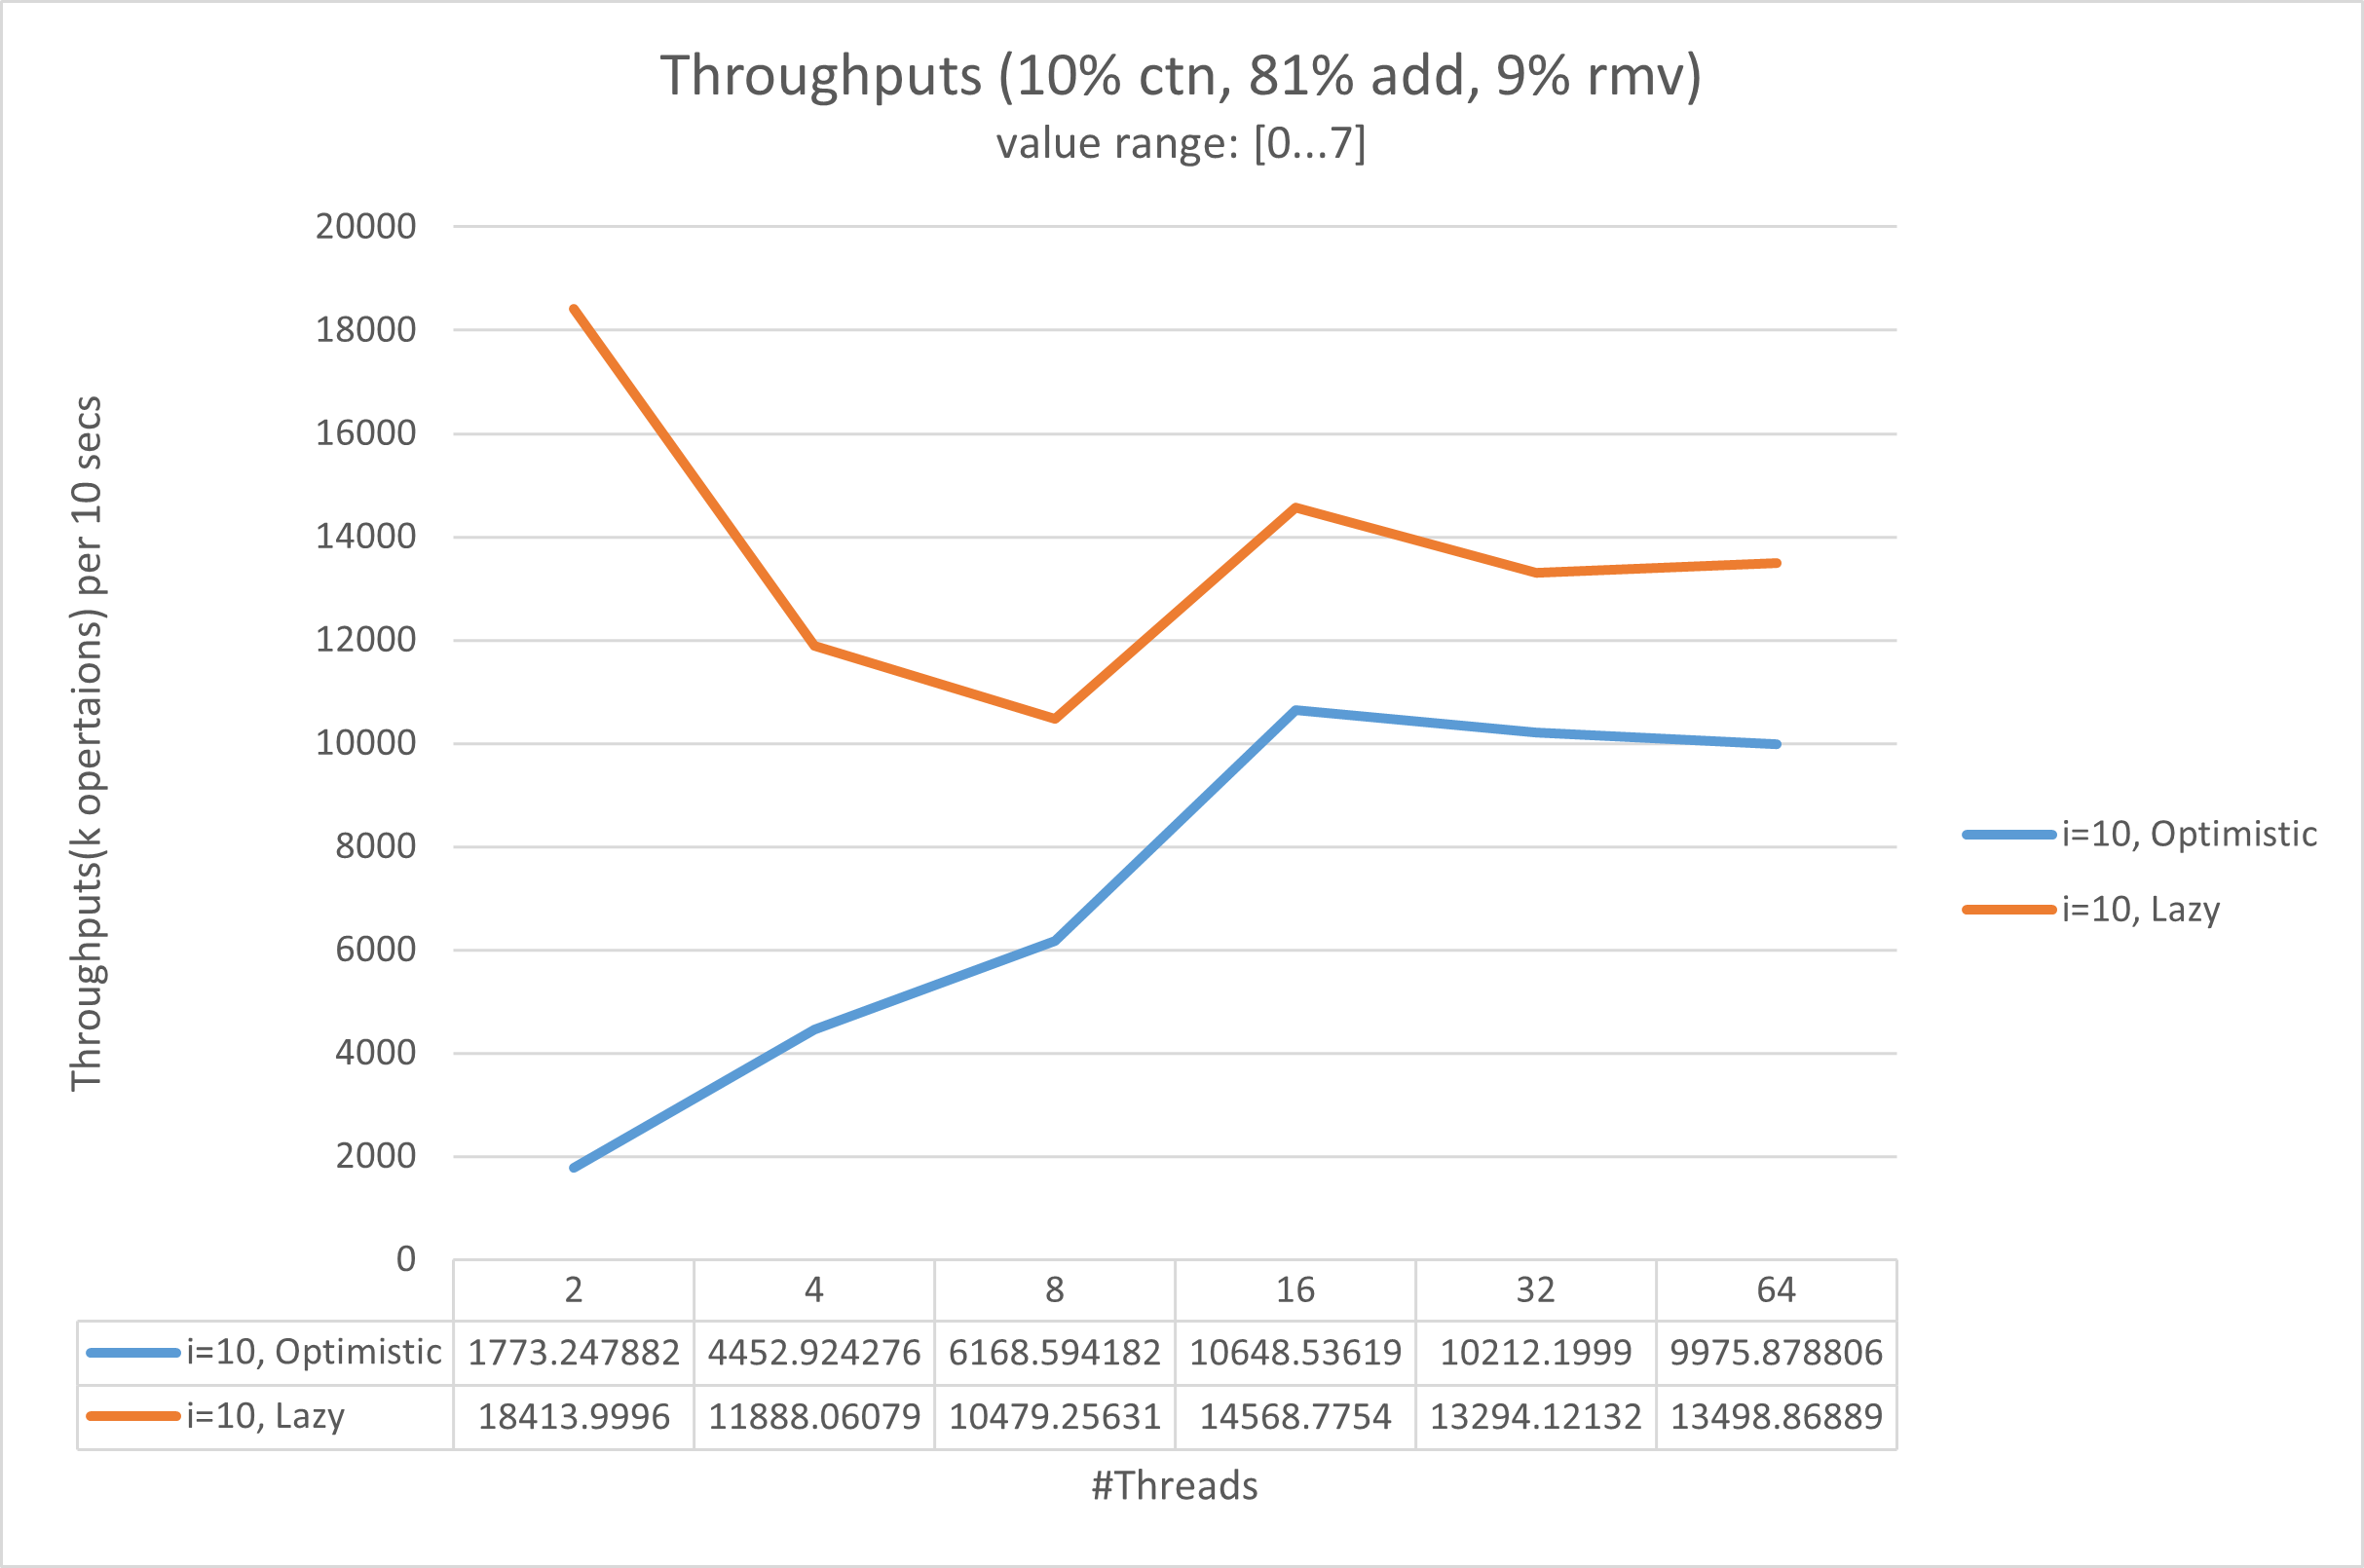 Throughputs (10% ctn, 81% add, 9% rmv)
value range: [0...7]
Throughputs(k opertaions) per 10 secs
20000
18000
16000
14000
12000
10000
8000
6000
4000
2000
0
i=10, Optimistic
i=10, Lazy
2 4 8 16 32 64
i=10, Optimistic 1773.247882 4452.924276 6168.594182 10648.53619 10212.1999 9975.878806
i=10, Lazy 18413.9996 11888.06079 10479.25631 14568.7754 13294.12132 13498.86889
#Threads